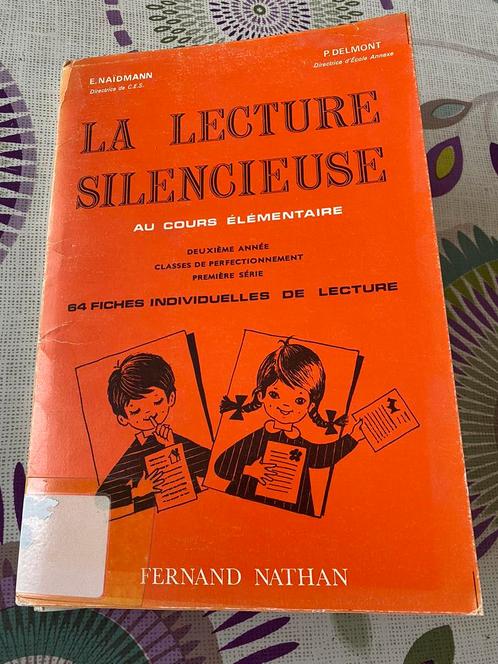 E. NAÏDMANN
Directrice de C.E.S.
P. DELMONT
Directrice d'École Annexe
LA LECTURE
SILENCIEUSE
AU COURS ÉLÉMENTAIRE
DEUXIÈME ANNÉE
CLASSES DE PERFECTIONNEMENT
PREMIÈRE SÉRIE
64 FICHES INDIVIDUELLES DE LECTURE
FERNAND NATHAN